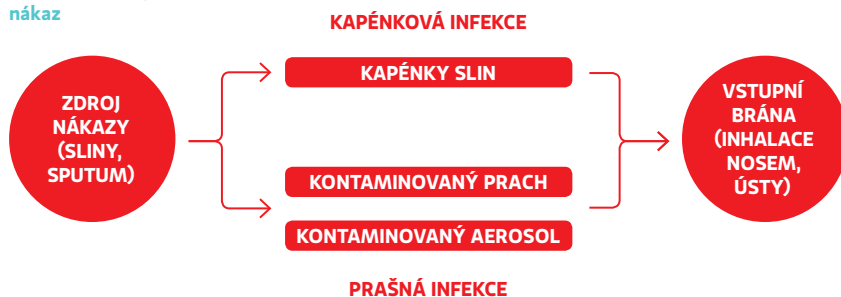 nákaz
KAPÉNKOVÁ INFEKCE
ZDROJ
NÁKAZY
(SLINY,
SPUTUM)
KAPÉNKY SLIN
KONTAMINOVANÝ PRACH
KONTAMINOVANÝ AEROSOL
VSTUPNÍ
BRÁNA
(INHALACE
NOSEM,
ÚSTY)
PRAŠNÁ INFEKCE